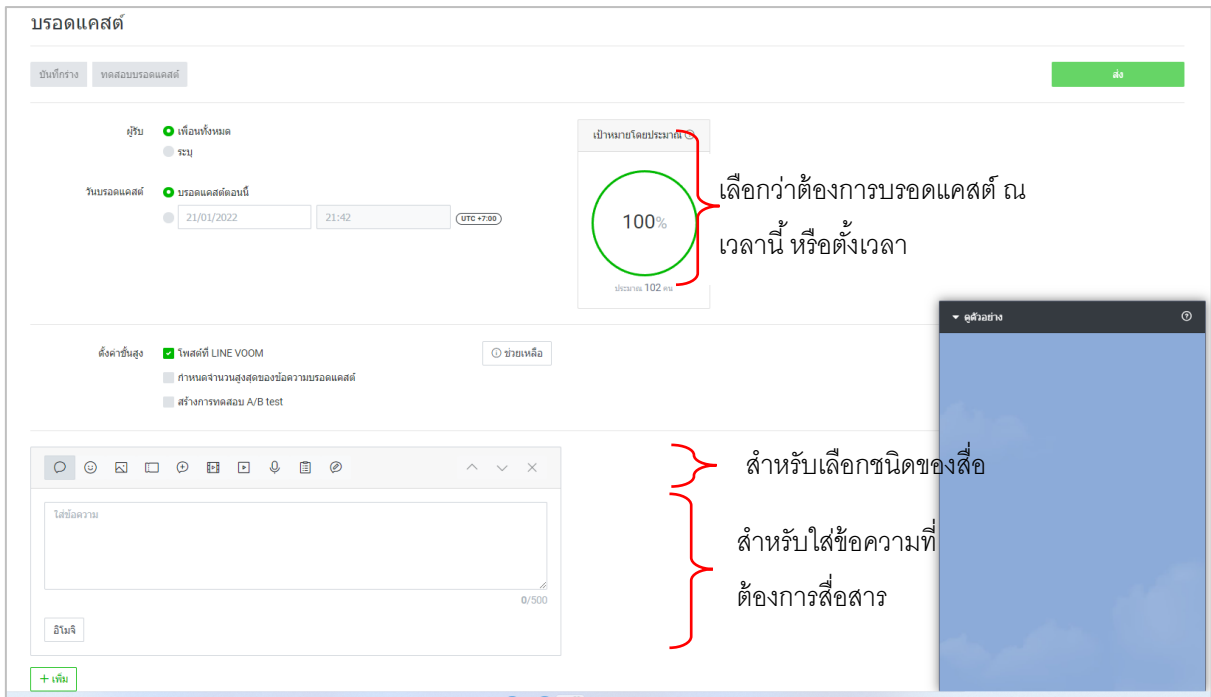 บรอดแคสต์
บันทึกร่าง ทดสอบบรอดแคสต์ ส่ง
ผู้รับ เพื่อนทั้งหมด
ระบุ
เป้าหมายโดยประมาณ
วันบรอดแคสต์ บรอดแคสต์ตอนนี้
21/01/2022 21:42 UTC +7:00
100%
ประมาณ 102 คน
เลือกว่าต้องการบรอดแคสต์ ณ
เวลานี้ หรือตั้งเวลา
ดูตัวอย่าง
ตั้งค่าขั้นสูง โพสต์ที่ LINE VOOM ช่วยเหลือ
กำหนดจำนวนสูงสุดของข้อความบรอดแคสต์
สร้างการทดสอบ A/B test
สำหรับเลือกชนิดของสื่อ
ใส่ข้อความ
สำหรับใส่ข้อความที่
ต้องการสื่อสาร
0/500
อิโมจิ
+ เพิ่ม